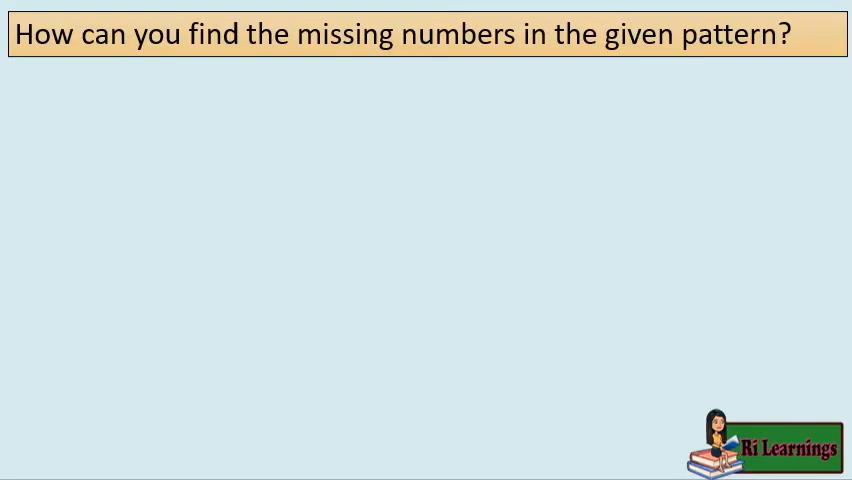 How can you find the missing numbers in the given pattern?
Ri Learnings